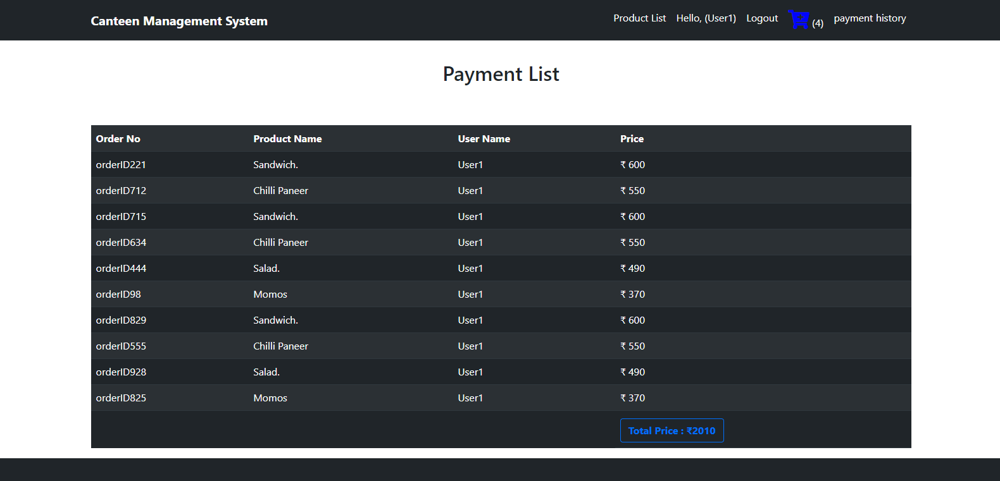 Canteen Management System Product List Hello, (User1) Logout (4) payment history
Payment List
Order No Product Name User Name Price
orderID221 Sandwich. User1 ₹ 600
orderID712 Chilli Paneer User1 ₹ 550
orderID715 Sandwich. User1 ₹ 600
orderID634 Chilli Paneer User1 ₹ 550
orderID444 Salad. User1 ₹ 490
orderID98 Momos User1 ₹ 370
orderID829 Sandwich. User1 ₹ 600
orderID555 Chilli Paneer User1 ₹ 550
orderID928 Salad. User1 ₹ 490
orderID825 Momos User1 ₹ 370
Total Price : ₹2010